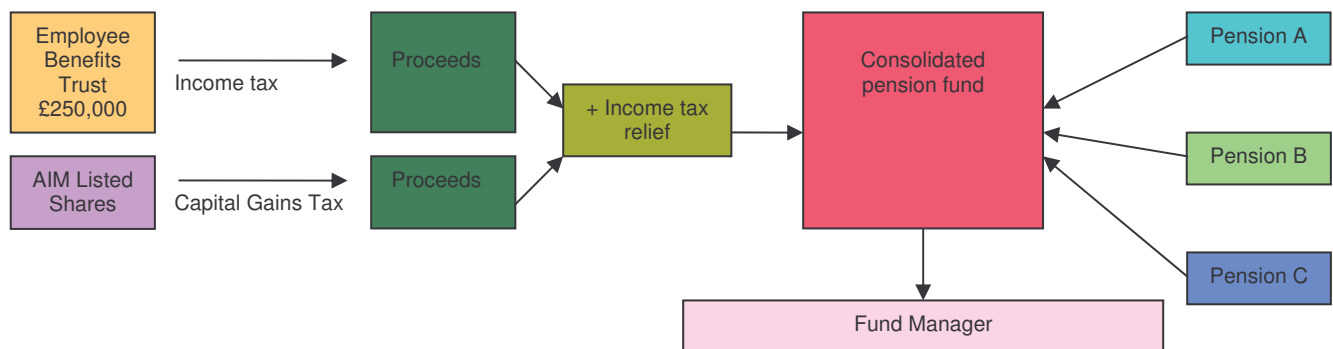 Employee
Benefits
Trust
£250,000
Income tax
Proceeds
AIM Listed
Shares
Capital Gains Tax
Proceeds
+ Income tax
relief
Consolidated
pension fund
Pension A
Pension B
Pension C
Fund Manager